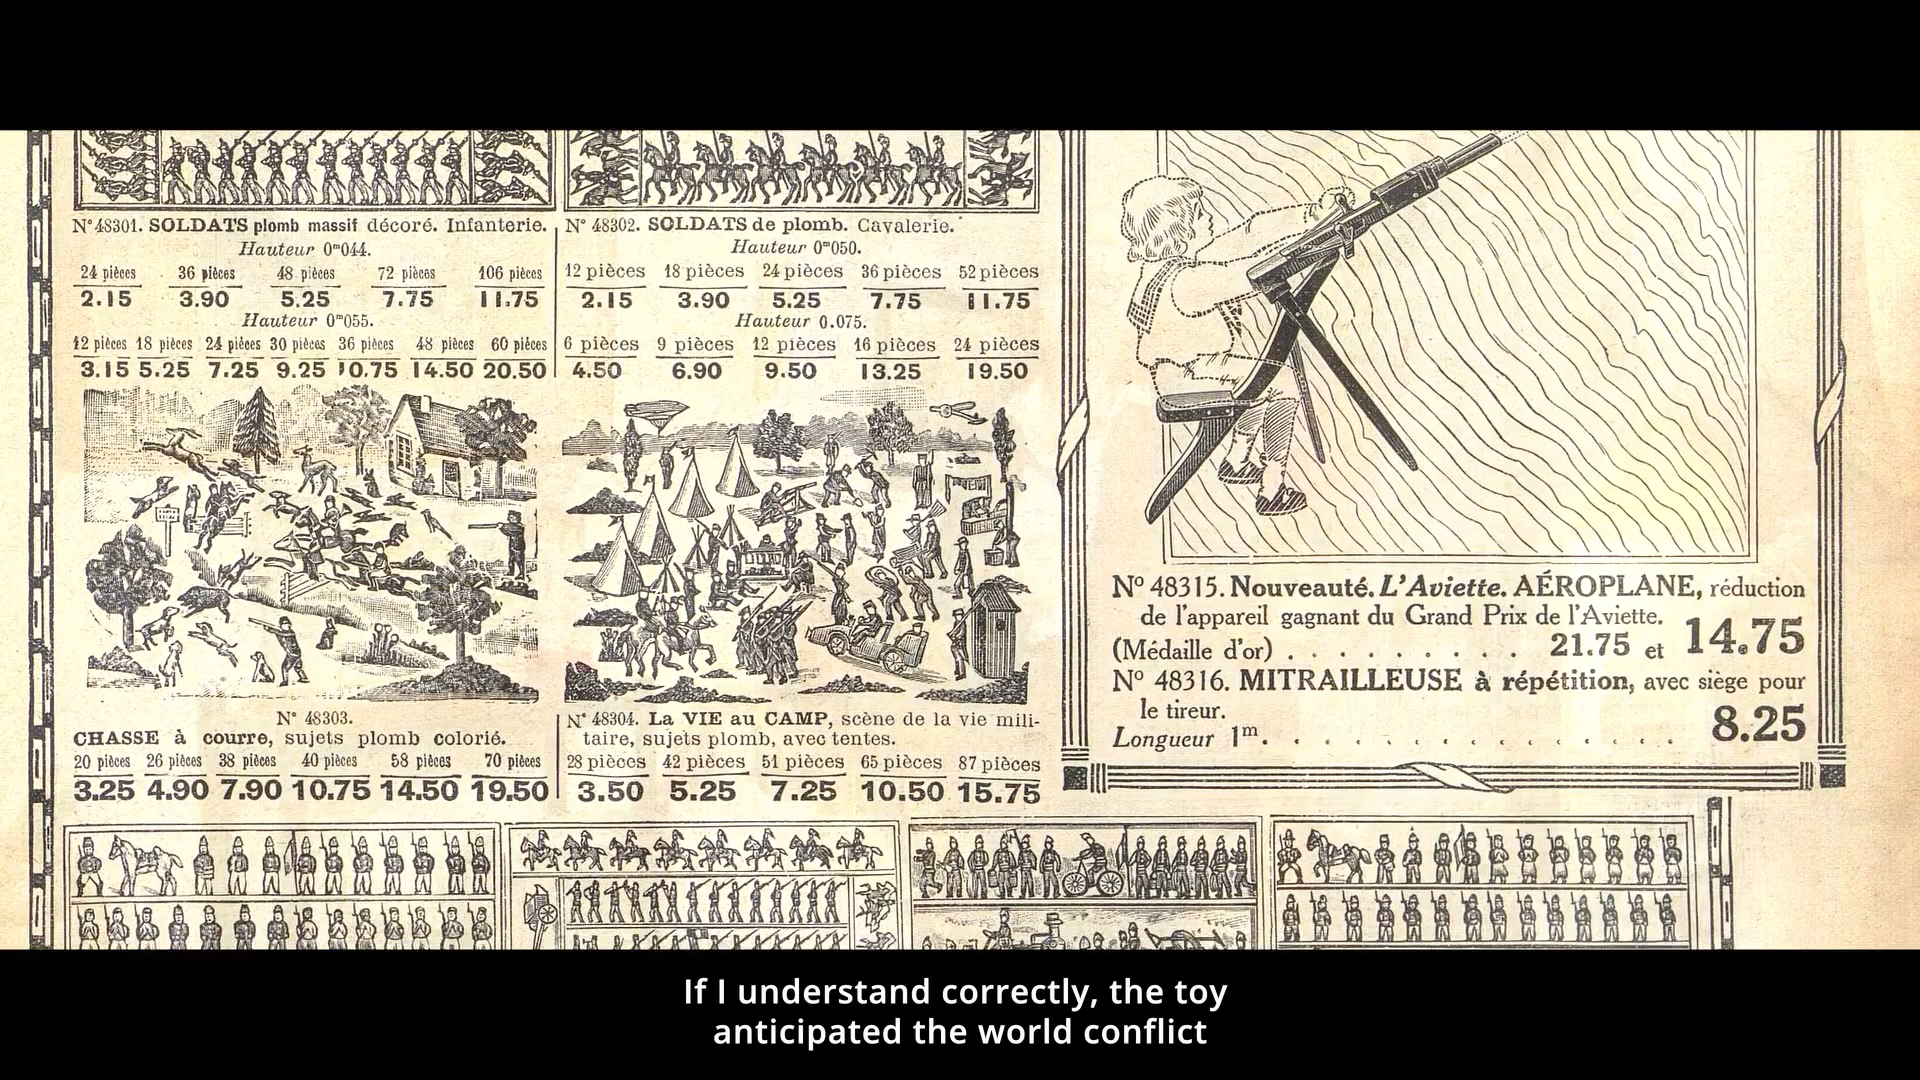 Nº 48301. SOLDATS plomb massif décoré. Infanterie.
Hauteur 0ᵐ044.
24 pièces 36 pièces 48 pièces 72 pièces 106 pièces
2.15 3.90 5.25 7.75 11.75
Hauteur 0ᵐ055.
12 pièces 18 pièces 24 pièces 30 pièces 36 pièces 48 pièces 60 pièces
3.15 5.25 7.25 9.25 10.75 14.50 20.50
Nº 48302. SOLDATS de plomb. Cavalerie.
Hauteur 0ᵐ050.
12 pièces 18 pièces 24 pièces 36 pièces 52 pièces
2.15 3.90 5.25 7.75 11.75
Hauteur 0.075.
6 pièces 9 pièces 12 pièces 16 pièces 24 pièces
4.50 6.90 9.50 13.25 19.50
Nº 48303.
CHASSE à courre, sujets plomb colorié.
20 pièces 26 pièces 38 pièces 40 pièces 58 pièces 70 pièces
3.25 4.90 7.90 10.75 14.50 19.50
Nº 48304. La VIE au CAMP, scène de la vie mili-
taire, sujets plomb, avec tentes.
28 pièces 42 pièces 51 pièces 65 pièces 87 pièces
3.50 5.25 7.25 10.50 15.75
Nº 48315. Nouveauté. L'Aviette. AÉROPLANE, réduction
de l'appareil gagnant du Grand Prix de l'Aviette.
(Médaille d'or) . . . . . . . . . 21.75 et 14.75
Nº 48316. MITRAILLEUSE à répétition, avec siège pour
le tireur.
Longueur 1ᵐ. . . . . . . . . . . . . . . 8.25
If I understand correctly, the toy
anticipated the world conflict